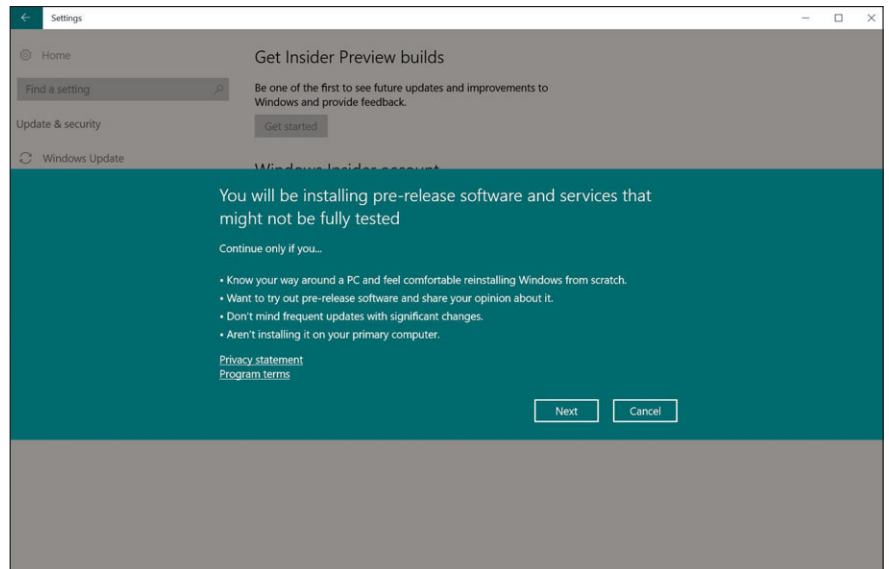 Settings
Home
Get Insider Preview builds
Find a setting
Be one of the first to see future updates and improvements to
Windows and provide feedback.
Update & security
Get started
Windows Update
Windows Insider account
You will be installing pre-release software and services that
might not be fully tested
Continue only if you...
• Know your way around a PC and feel comfortable reinstalling Windows from scratch.
• Want to try out pre-release software and share your opinion about it.
• Don't mind frequent updates with significant changes.
• Aren't installing it on your primary computer.
Privacy statement
Program terms
Next
Cancel